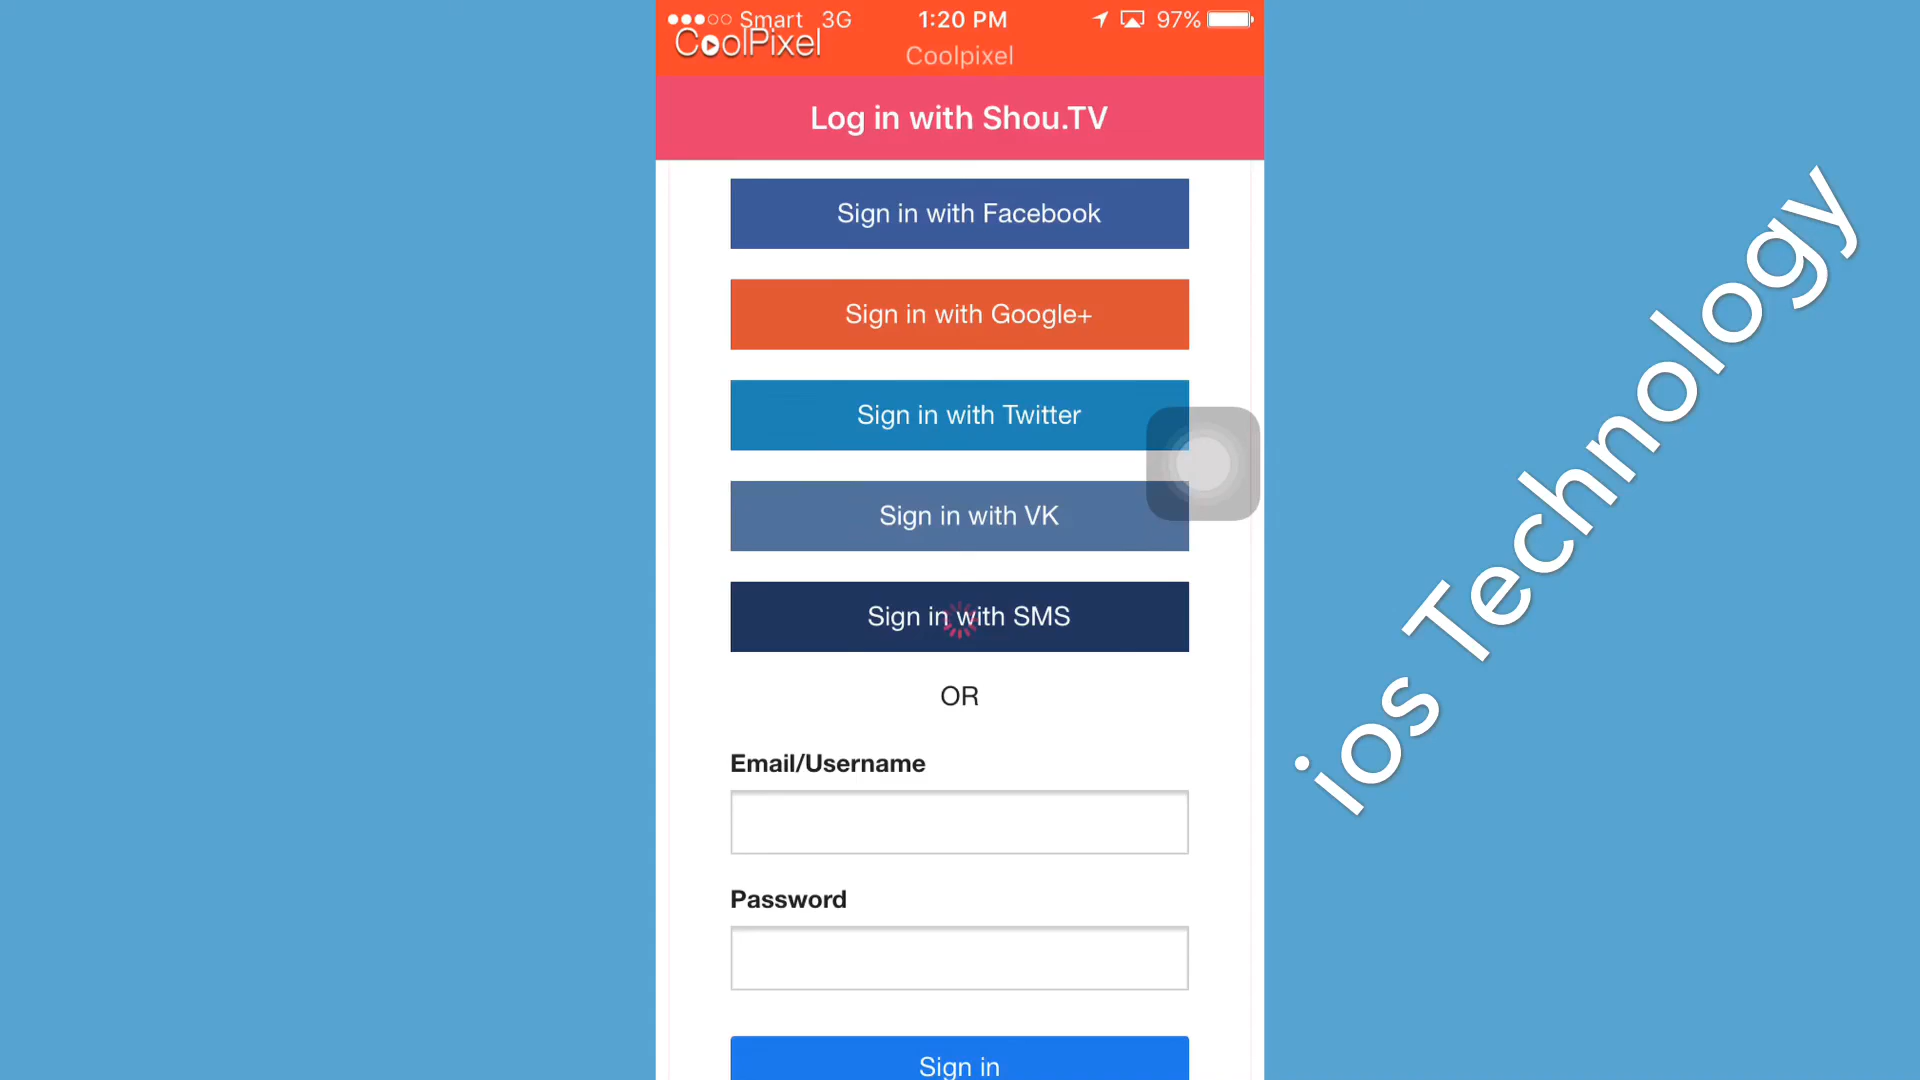 Smart 3G 1:20 PM 97%
CoolPixel
Coolpixel
Log in with Shou.TV
Sign in with Facebook
Sign in with Google+
Sign in with Twitter
Sign in with VK
Sign in with SMS
OR
Email/Username
Password
Sign in
ios Technology